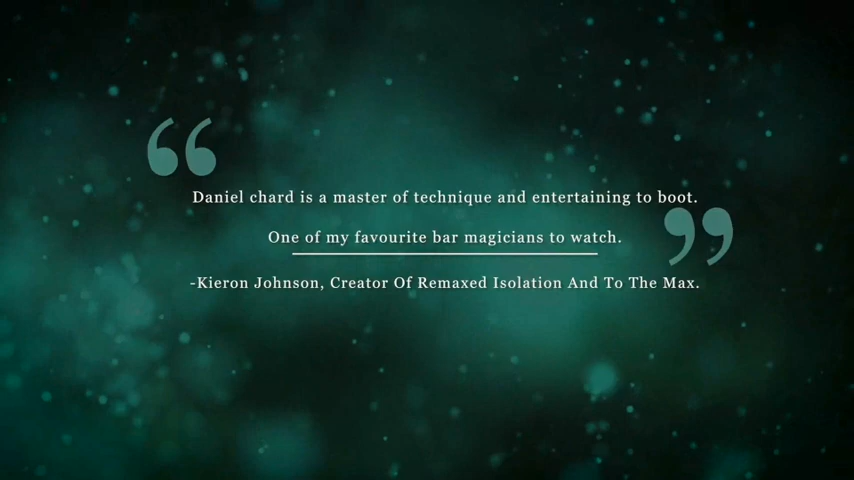 Daniel chard is a master of technique and entertaining to boot.
One of my favourite bar magicians to watch.
-Kieron Johnson, Creator Of Remaxed Isolation And To The Max.